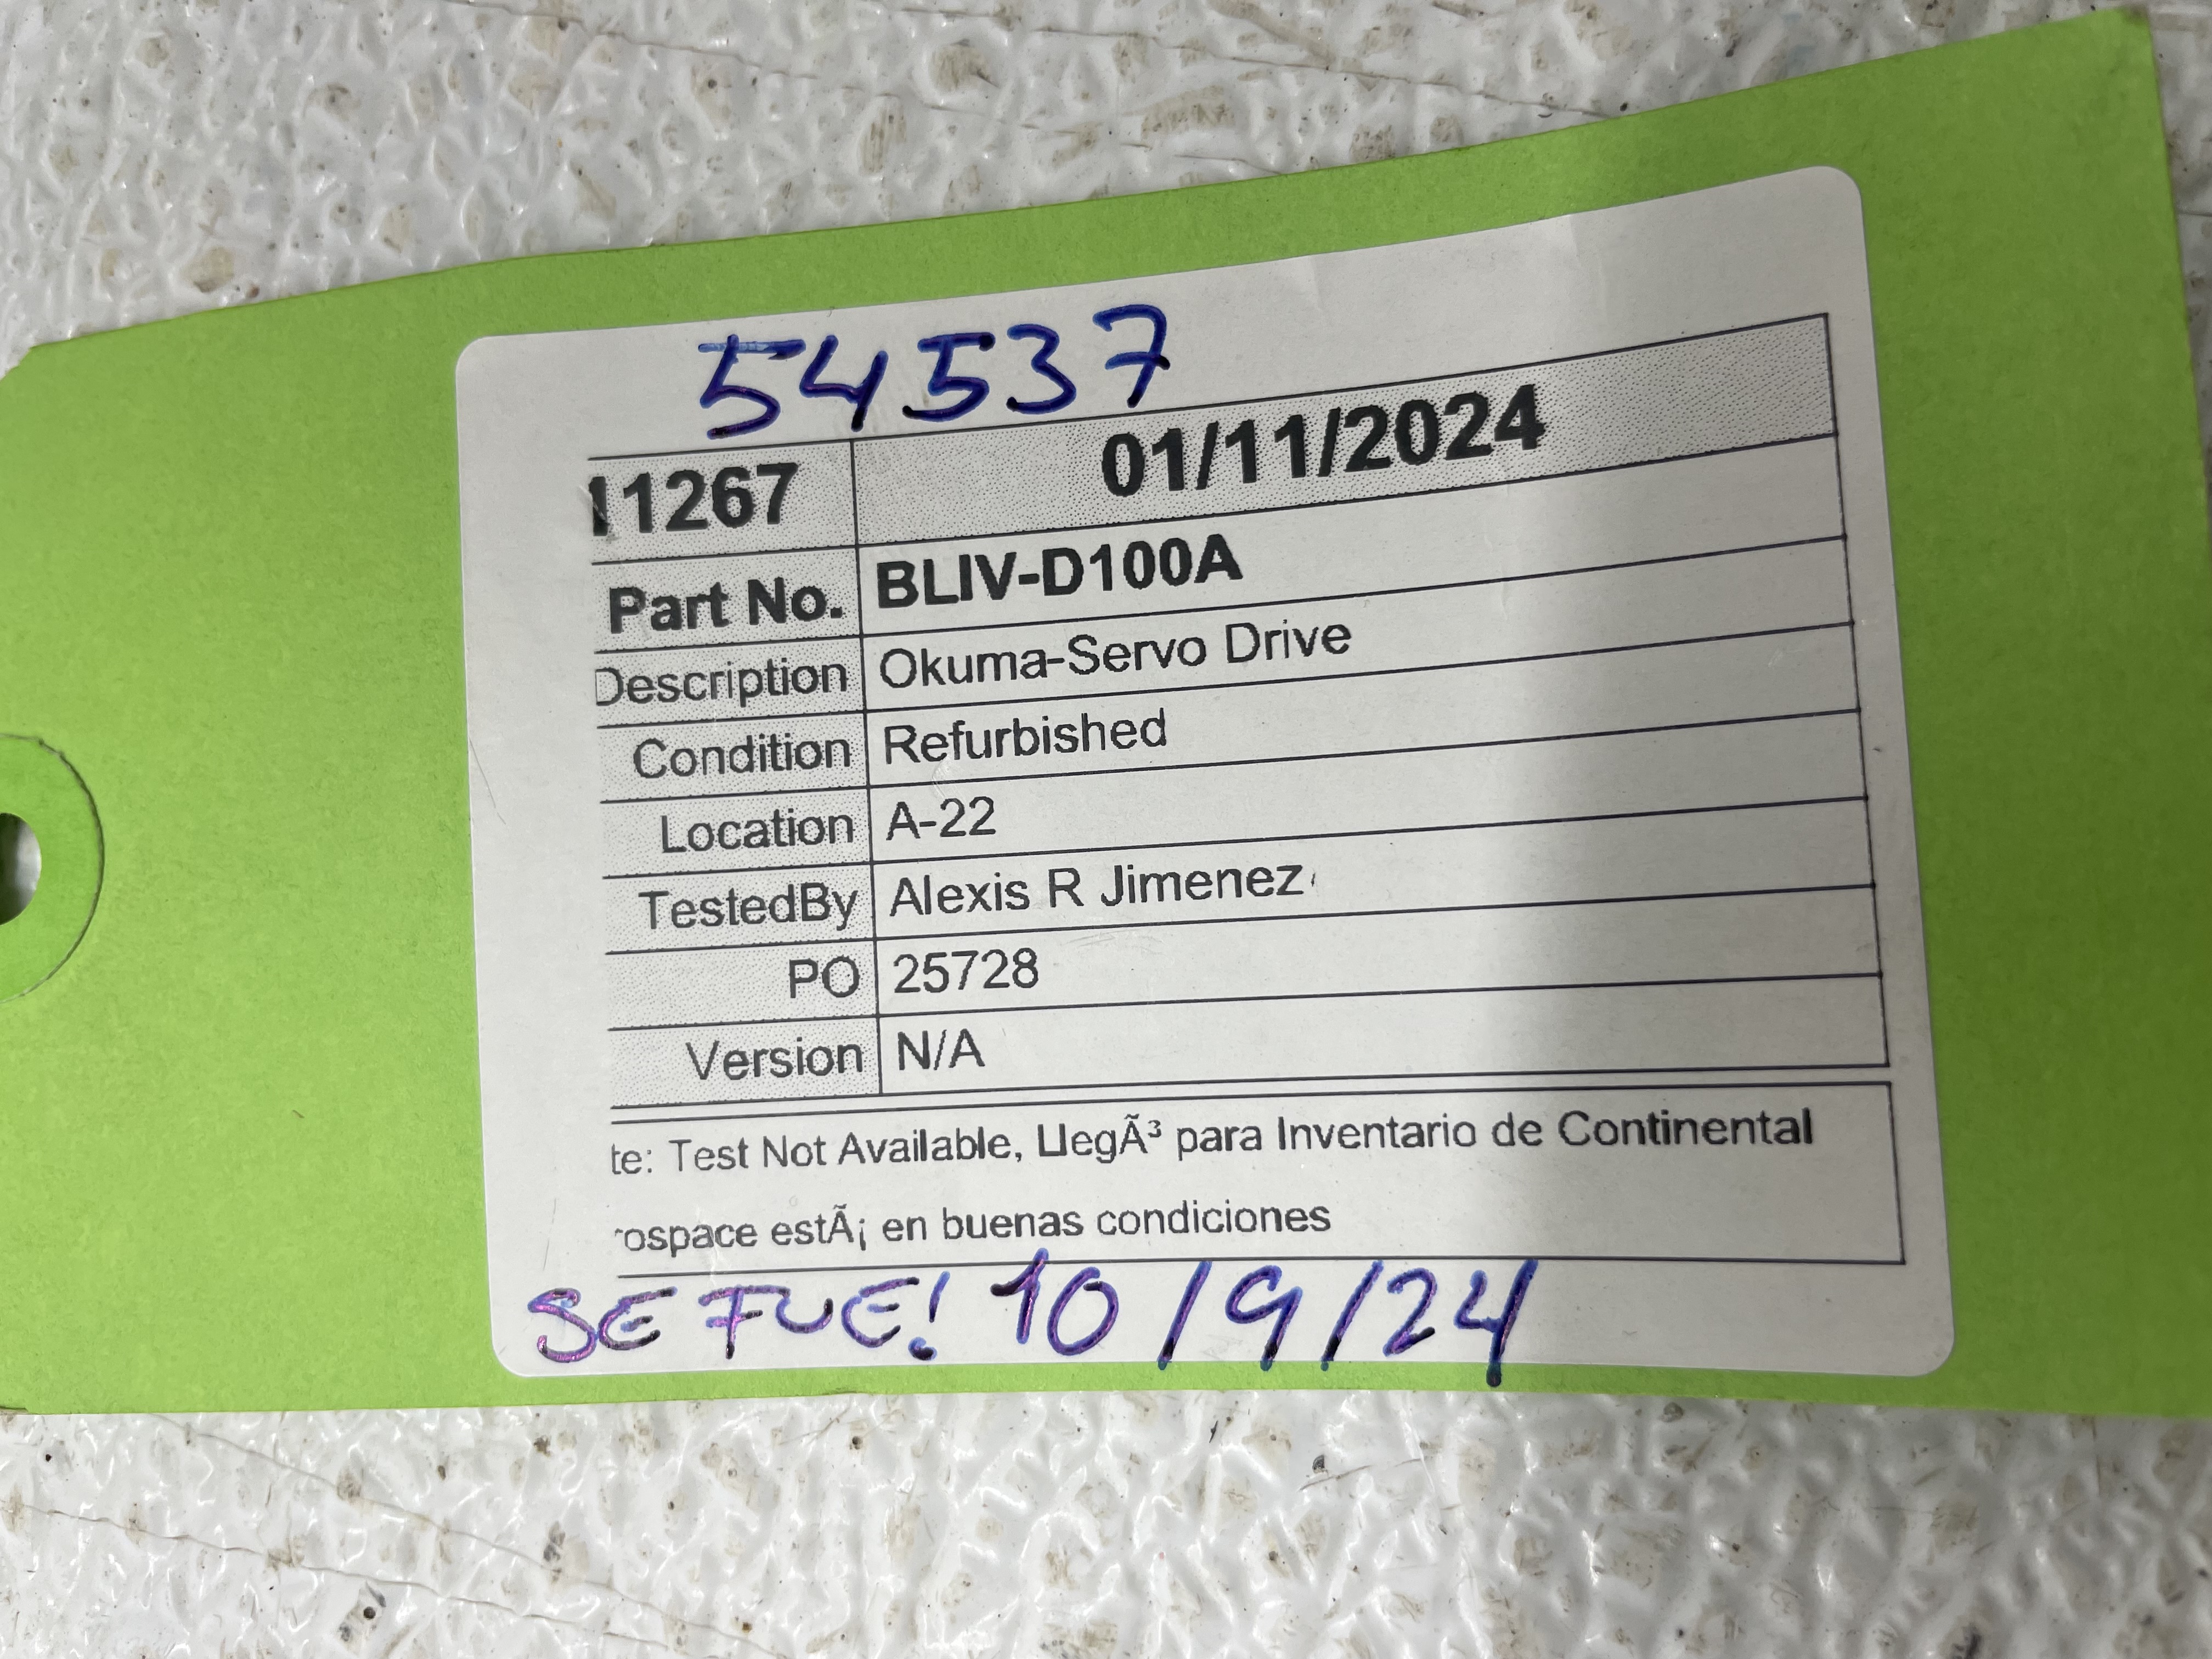 54537
11267 01/11/2024
Part No. BLIV-D100A
Description Okuma-Servo Drive
Condition Refurbished
Location A-22
TestedBy Alexis R Jimenez
PO 25728
Version N/A
te: Test Not Available, LlegÃ³ para Inventario de Continental
rospace estÃ¡ en buenas condiciones
SE FUE! 10/9/24